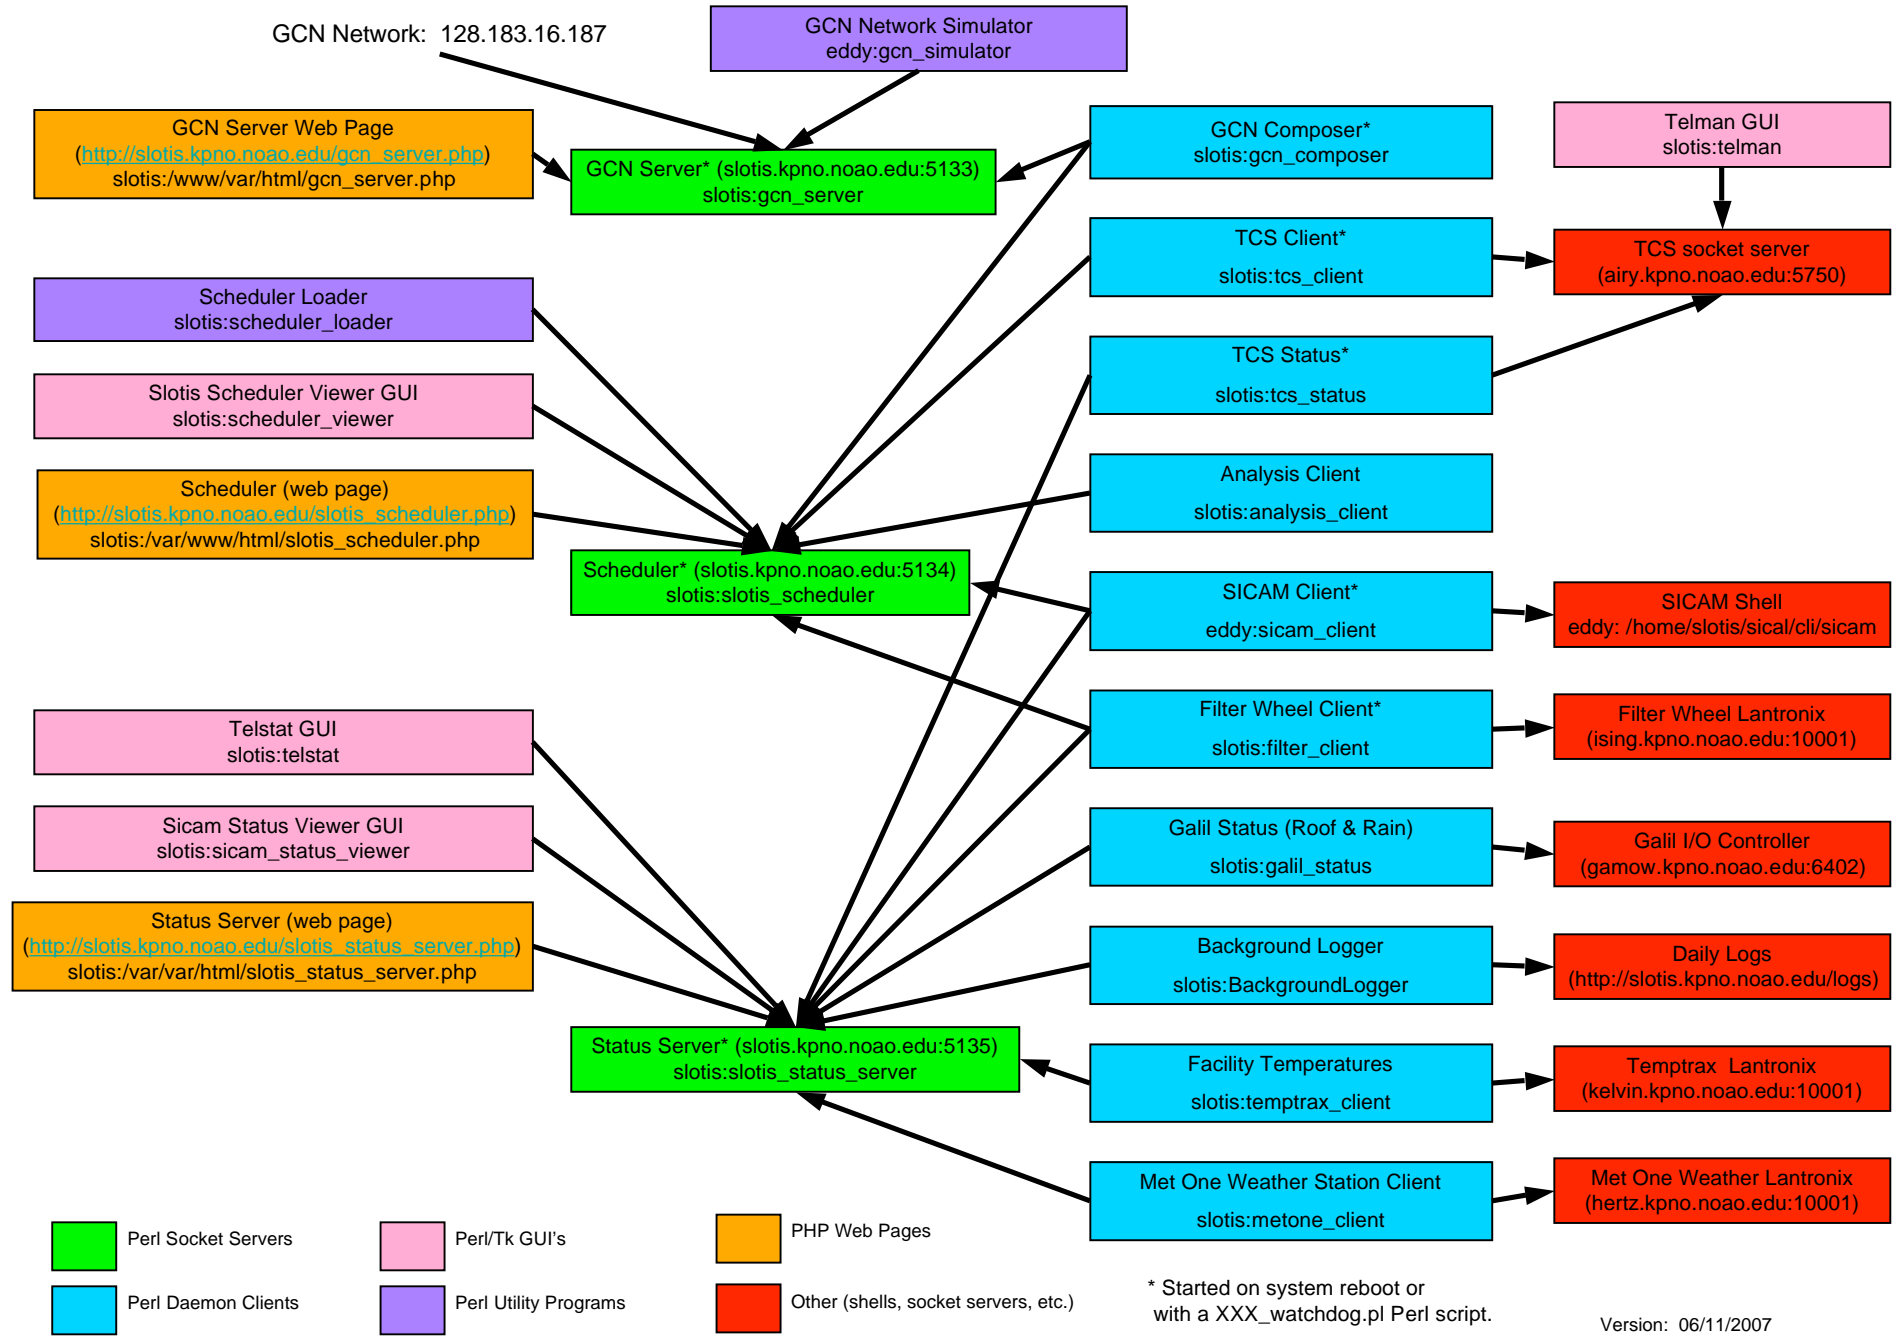 GCN Network:  128.183.16.187
GCN Network Simulator
eddy:gcn_simulator
GCN Server Web Page
(http://slotis.kpno.noao.edu/gcn_server.php)
slotis:/www/var/html/gcn_server.php
GCN Server* (slotis.kpno.noao.edu:5133)
slotis:gcn_server
GCN Composer*
slotis:gcn_composer
Telman GUI
slotis:telman
TCS Client*
slotis:tcs_client
TCS socket server
(airy.kpno.noao.edu:5750)
Scheduler Loader
slotis:scheduler_loader
TCS Status*
slotis:tcs_status
Slotis Scheduler Viewer GUI
slotis:scheduler_viewer
Scheduler (web page)
(http://slotis.kpno.noao.edu/slotis_scheduler.php)
slotis:/var/www/html/slotis_scheduler.php
Analysis Client
slotis:analysis_client
Scheduler* (slotis.kpno.noao.edu:5134)
slotis:slotis_scheduler
SICAM Client*
eddy:sicam_client
SICAM Shell
eddy: /home/slotis/sical/cli/sicam
Filter Wheel Client*
slotis:filter_client
Filter Wheel Lantronix
(ising.kpno.noao.edu:10001)
Telstat GUI
slotis:telstat
Sicam Status Viewer GUI
slotis:sicam_status_viewer
Galil Status (Roof & Rain)
slotis:galil_status
Galil I/O Controller
(gamow.kpno.noao.edu:6402)
Status Server (web page)
(http://slotis.kpno.noao.edu/slotis_status_server.php)
slotis:/var/var/html/slotis_status_server.php
Background Logger
slotis:BackgroundLogger
Daily Logs
(http://slotis.kpno.noao.edu/logs)
Status Server* (slotis.kpno.noao.edu:5135)
slotis:slotis_status_server
Facility Temperatures
slotis:temptrax_client
Temptrax  Lantronix
(kelvin.kpno.noao.edu:10001)
Met One Weather Station Client
slotis:metone_client
Met One Weather Lantronix
(hertz.kpno.noao.edu:10001)
Perl Socket Servers
Perl/Tk GUI's
PHP Web Pages
Perl Daemon Clients
Perl Utility Programs
Other (shells, socket servers, etc.)
* Started on system reboot or
with a XXX_watchdog.pl Perl script.
Version:  06/11/2007